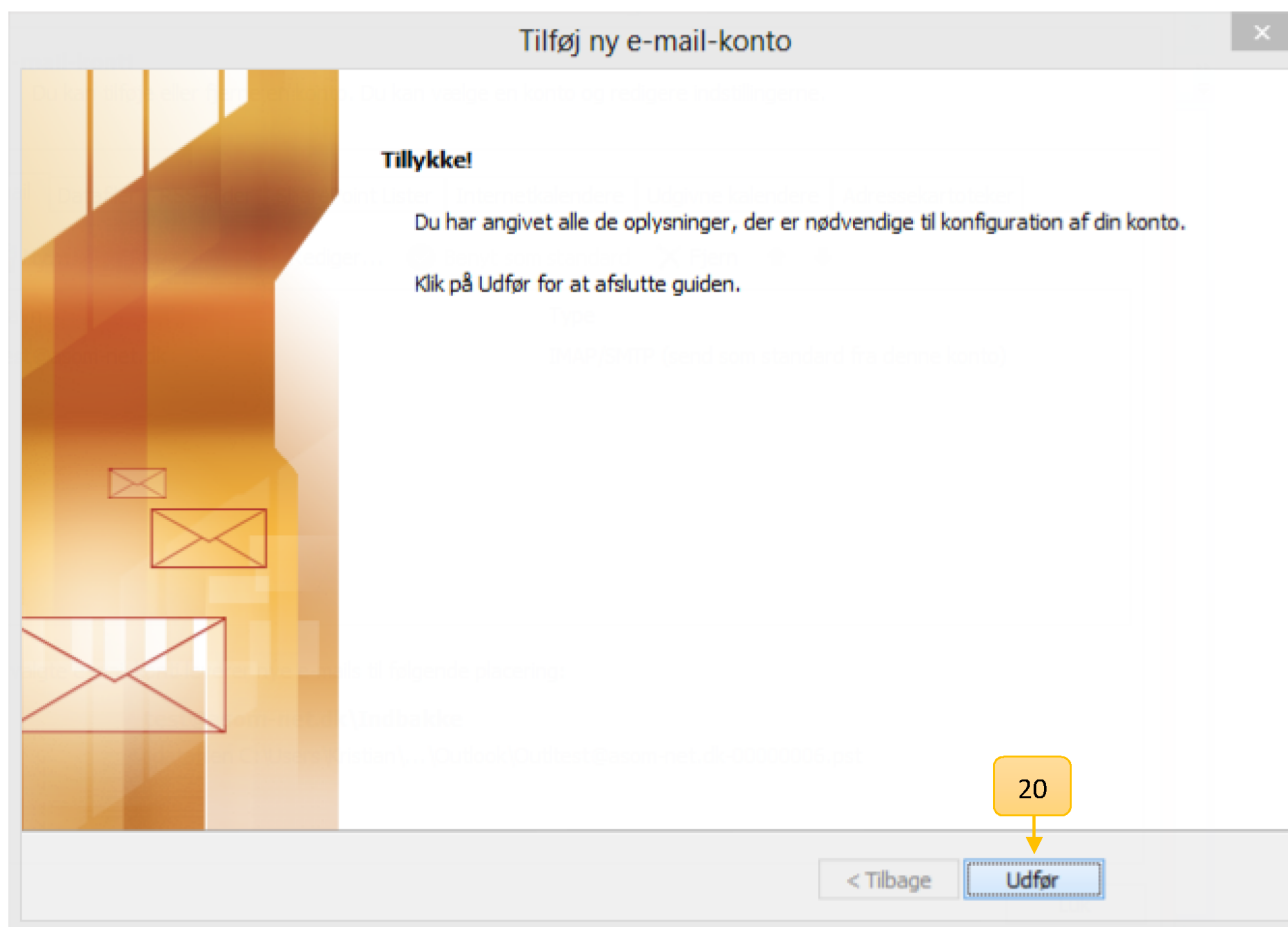 Tilføj ny e-mail-konto
Tillykke!
Du har angivet alle de oplysninger, der er nødvendige til konfiguration af din konto.
Klik på Udfør for at afslutte guiden.
20
< Tilbage
Udfør